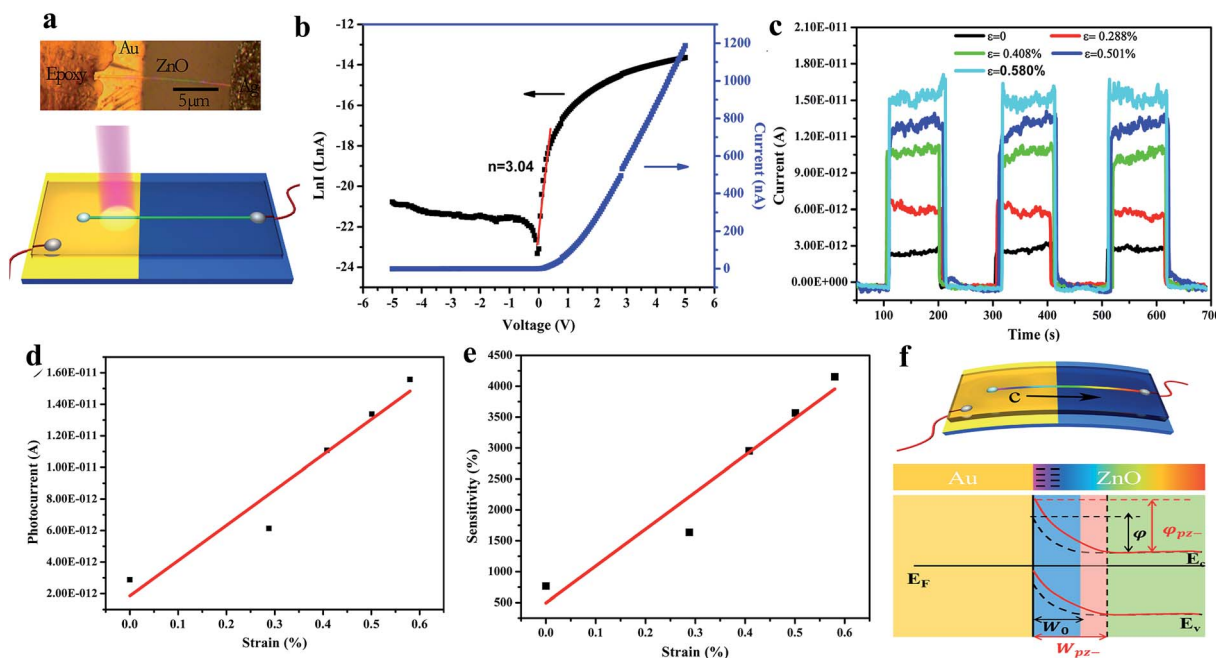 a
Au
Epoxy
ZnO
5μm
b
-12
-14
-16
-18
-20
-22
-24
LnI (LnA)
n=3.04
1200
1000
800
600
400
200
0
Current (nA)
-6 -5 -4 -3 -2 -1 0 1 2 3 4 5 6
Voltage (V)
c
ε=0 ε= 0.288%
ε= 0.408% ε=0.501%
ε=0.580%
2.10E-011
1.80E-011
1.50E-011
1.20E-011
9.00E-012
6.00E-012
3.00E-012
0.00E+000
Current (A)
100 200 300 400 500 600 700
Time (s)
d
1.60E-011
1.40E-011
1.20E-011
1.00E-011
8.00E-012
6.00E-012
4.00E-012
2.00E-012
Photocurrent (A)
0.0 0.1 0.2 0.3 0.4 0.5 0.6
Strain (%)
e
4500
4000
3500
3000
2500
2000
1500
1000
500
Sensitivity (%)
0.0 0.1 0.2 0.3 0.4 0.5 0.6
Strain (%)
f
c
Au ZnO
φ φpz−
Ec
EF
W0 Ev
Wpz−